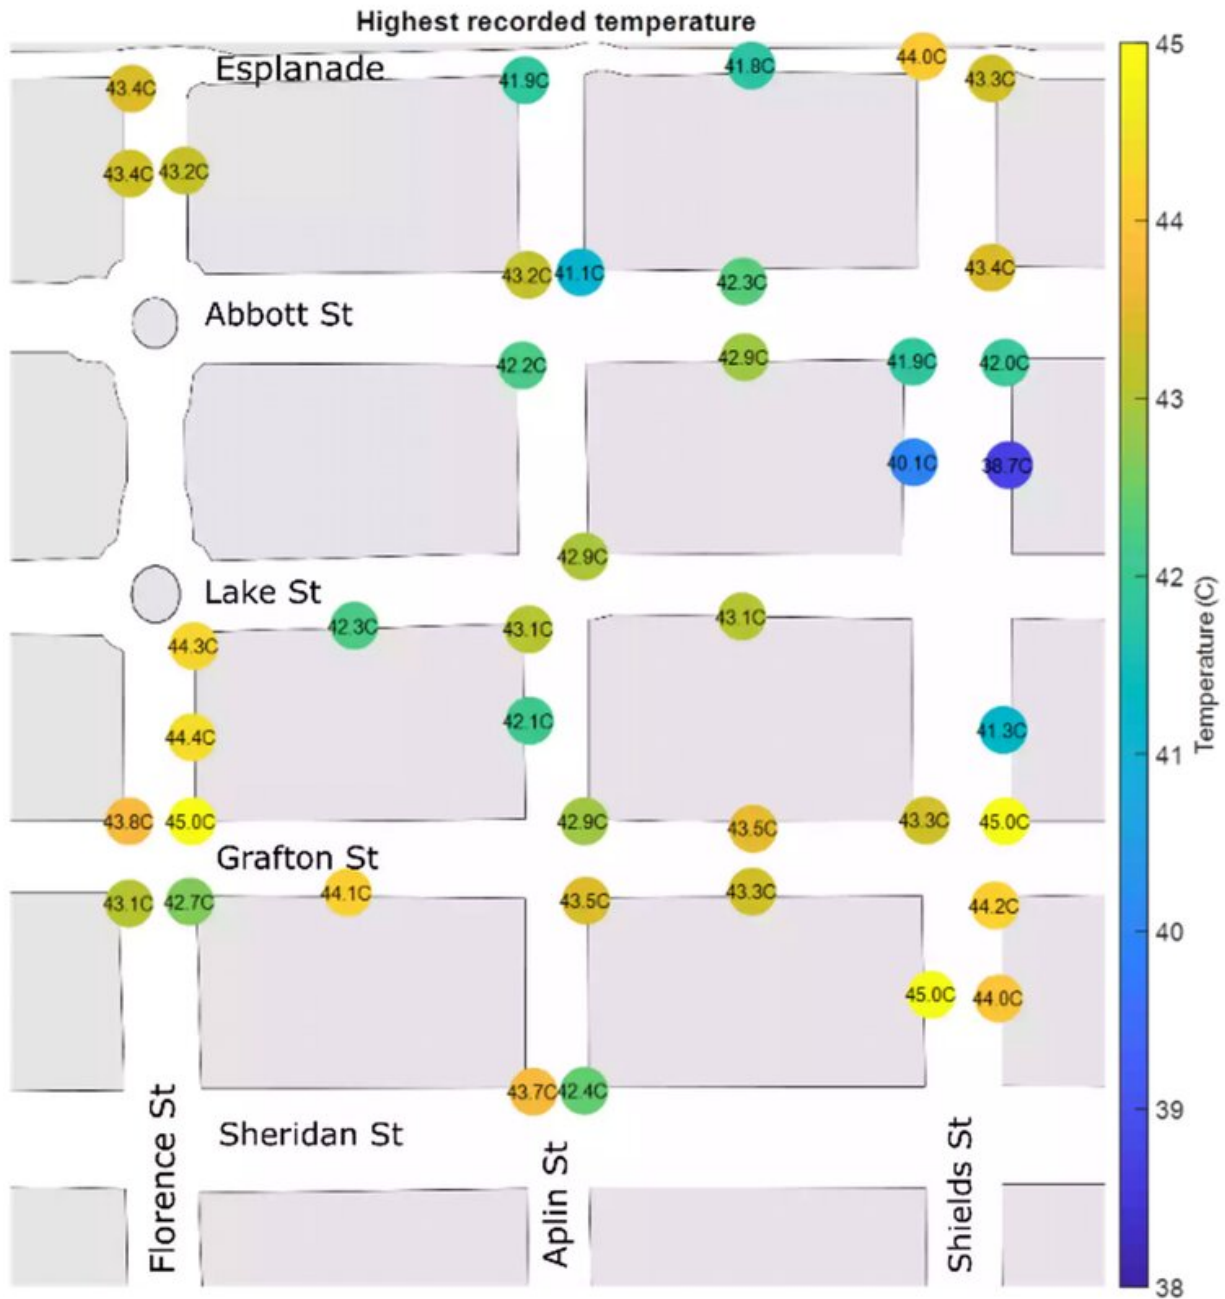 Highest recorded temperature
Esplanade
43.4C
41.9C
41.8C
44.0C
43.3C
43.4C
43.2C
43.2C
41.1C
42.3C
43.4C
Abbott St
42.2C
42.9C
41.9C
42.0C
40.1C
38.7C
42.9C
Lake St
44.3C
42.3C
43.1C
43.1C
44.4C
42.1C
41.3C
43.8C
45.0C
42.9C
43.5C
43.3C
45.0C
Grafton St
43.1C
42.7C
44.1C
43.5C
43.3C
44.2C
45.0C
44.0C
43.7C
42.4C
Sheridan St
Florence St
Aplin St
Shields St
45
44
43
42
41
40
39
38
Temperature (C)